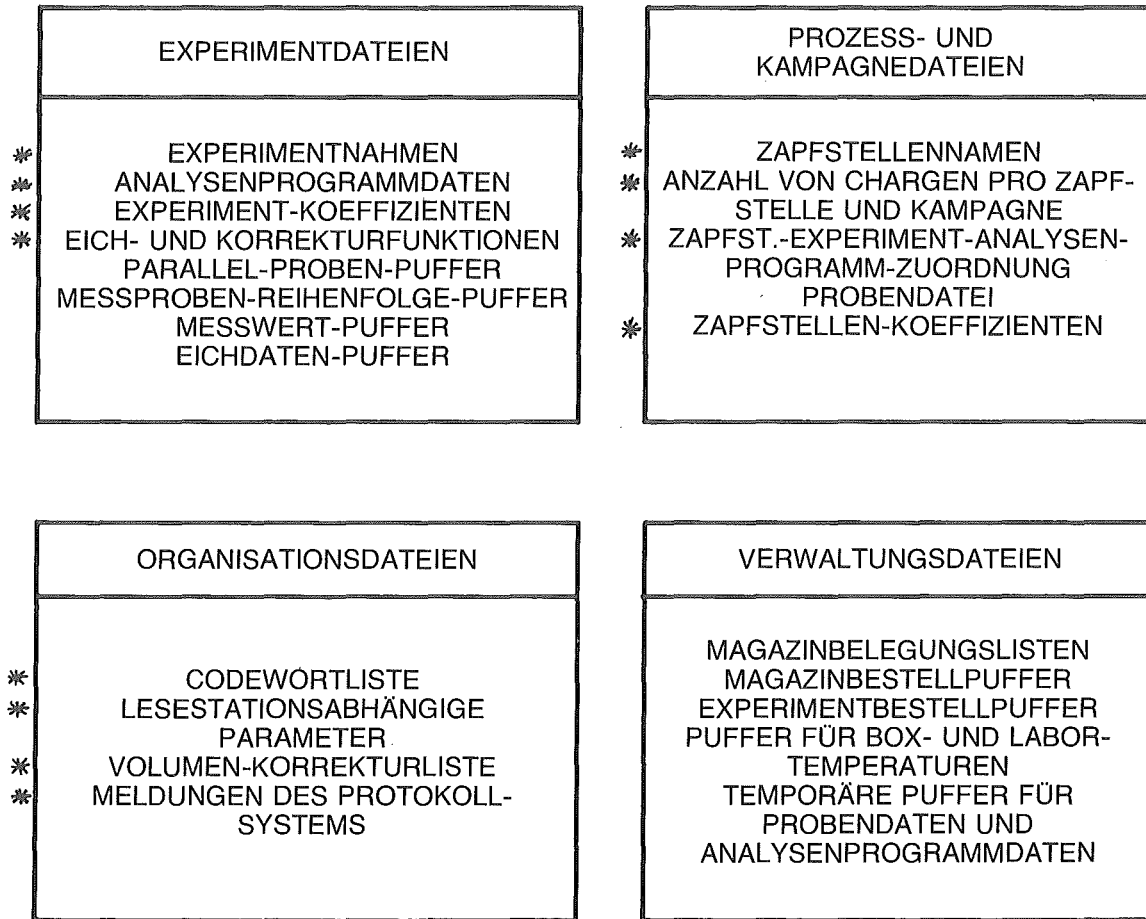 EXPERIMENTDATEIEN
* EXPERIMENTNAHMEN
* ANALYSENPROGRAMMDATEN
* EXPERIMENT-KOEFFIZIENTEN
* EICH- UND KORREKTURFUNKTIONEN
PARALLEL-PROBEN-PUFFER
MESSPROBEN-REIHENFOLGE-PUFFER
MESSWERT-PUFFER
EICHDATEN-PUFFER
PROZESS- UND
KAMPAGNEDATEIEN
* ZAPFSTELLENNAMEN
* ANZAHL VON CHARGEN PRO ZAPF-
STELLE UND KAMPAGNE
* ZAPFST.-EXPERIMENT-ANALYSEN-
PROGRAMM-ZUORDNUNG
PROBENDATEI
* ZAPFSTELLEN-KOEFFIZIENTEN
ORGANISATIONSDATEIEN
* CODEWORTLISTE
* LESESTATIONSABHÄNGIGE
PARAMETER
* VOLUMEN-KORREKTURLISTE
* MELDUNGEN DES PROTOKOLL-
SYSTEMS
VERWALTUNGSDATEIEN
MAGAZINBELEGUNGSLISTEN
MAGAZINBESTELLPUFFER
EXPERIMENTBESTELLPUFFER
PUFFER FÜR BOX- UND LABOR-
TEMPERATUREN
TEMPORÄRE PUFFER FÜR
PROBENDATEN UND
ANALYSENPROGRAMMDATEN